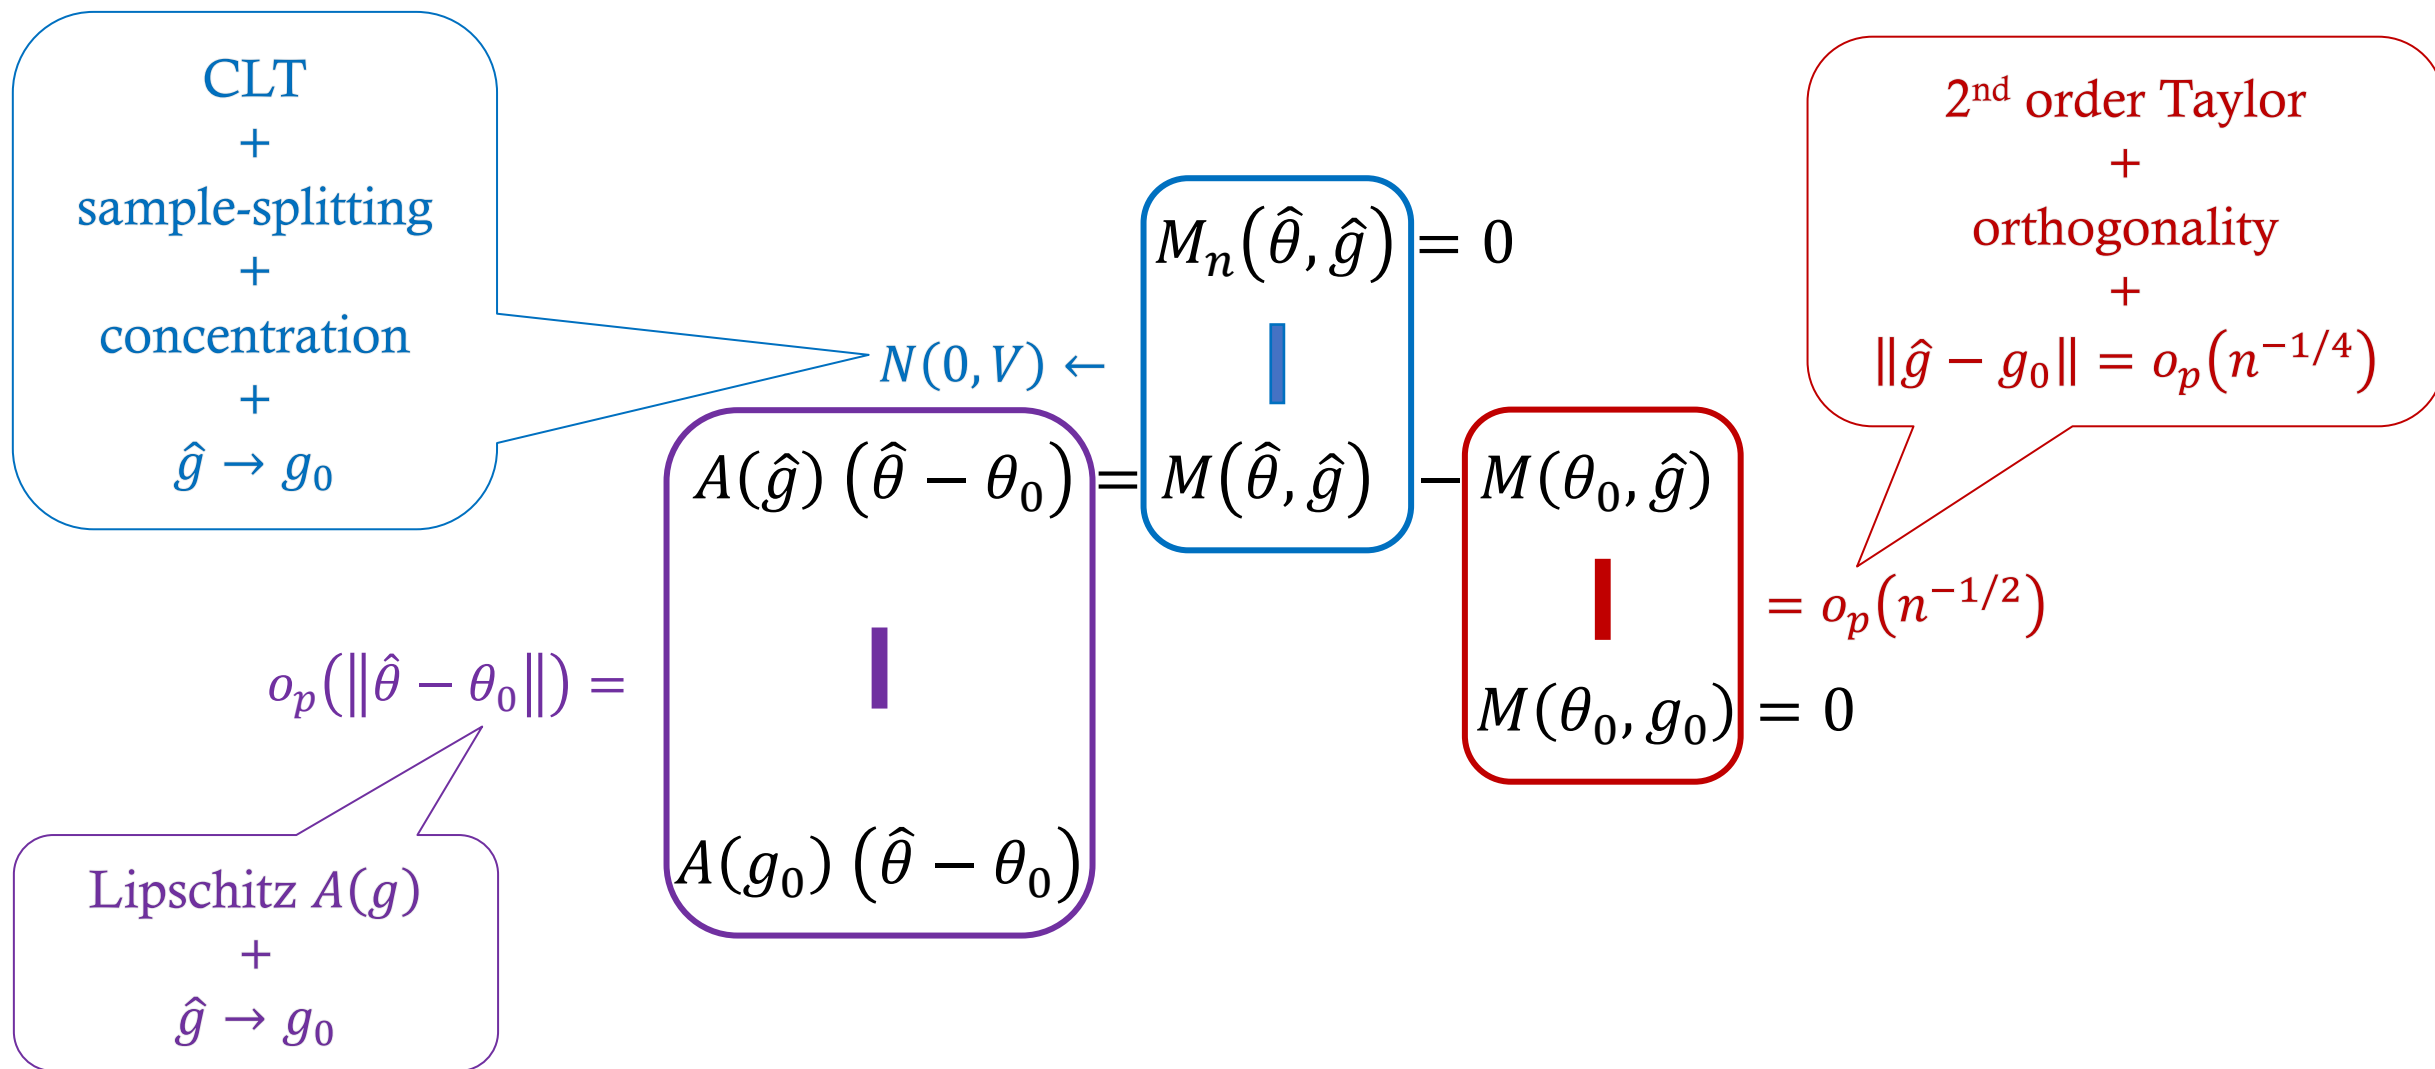 CLT
+
sample-splitting
+
concentration
+
ĝ → g₀
2ⁿᵈ order Taylor
+
orthogonality
+
‖ĝ − g₀‖ = oₚ(n⁻¹ᐟ⁴)
Mₙ(θ̂, ĝ) = 0
N(0, V) ←
A(ĝ) (θ̂ − θ₀) = M(θ̂, ĝ) − M(θ₀, ĝ)
= oₚ(n⁻¹ᐟ²)
oₚ(‖θ̂ − θ₀‖) =
M(θ₀, g₀) = 0
A(g₀) (θ̂ − θ₀)
Lipschitz A(g)
+
ĝ → g₀